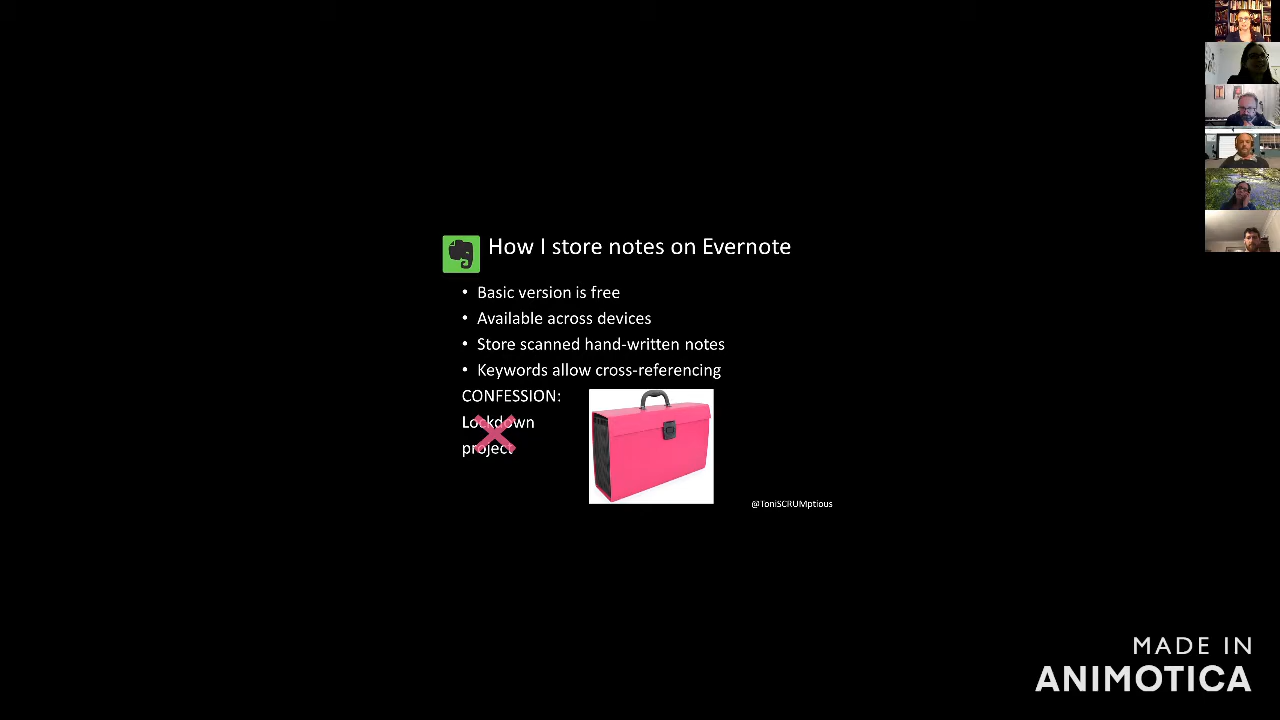 How I store notes on Evernote
• Basic version is free
• Available across devices
• Store scanned hand-written notes
• Keywords allow cross-referencing
CONFESSION:
Lockdown
project
@ToniSCRUMptious
MADE IN
ANIMOTICA